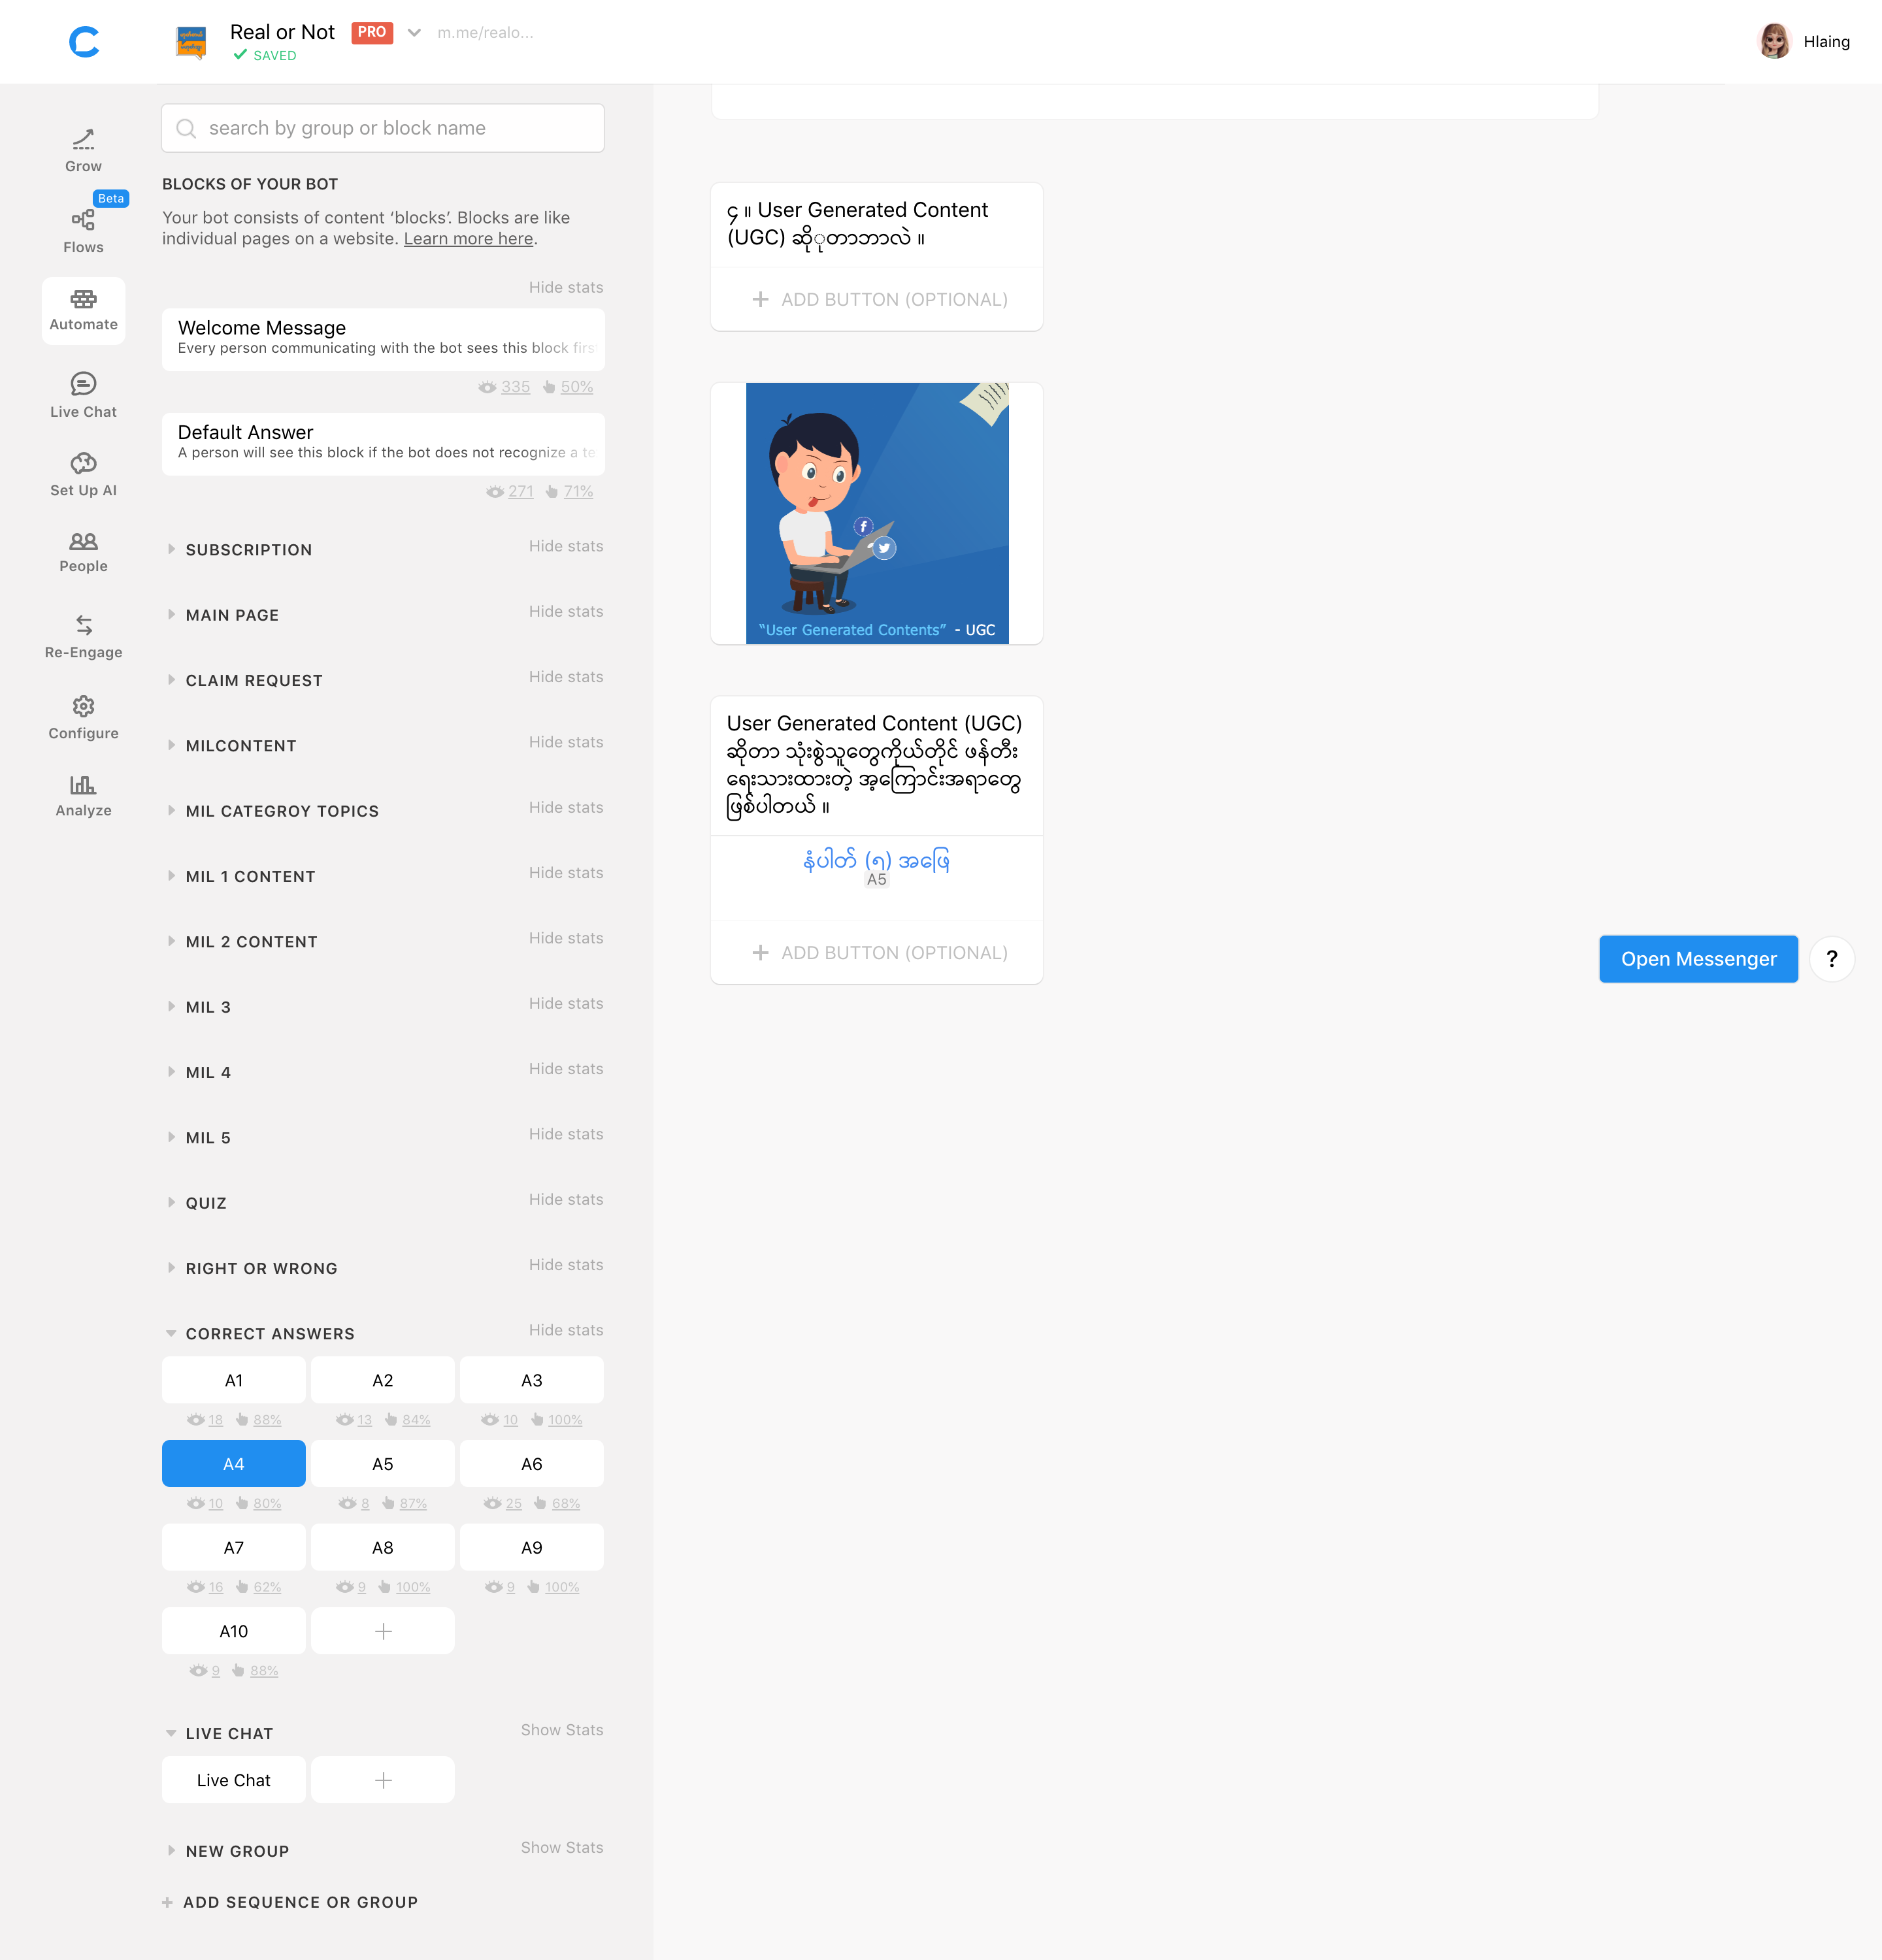 Real or Not PRO m.me/realo...
SAVED
Hlaing
Grow
Beta
Flows
Automate
Live Chat
Set Up AI
People
Re-Engage
Configure
Analyze
search by group or block name
BLOCKS OF YOUR BOT
Your bot consists of content ‘blocks’. Blocks are like
individual pages on a website. Learn more here.
Hide stats
Welcome Message
Every person communicating with the bot sees this block first
335 50%
Default Answer
A person will see this block if the bot does not recognize a te
271 71%
SUBSCRIPTION Hide stats
MAIN PAGE Hide stats
CLAIM REQUEST Hide stats
MILCONTENT Hide stats
MIL CATEGROY TOPICS Hide stats
MIL 1 CONTENT Hide stats
MIL 2 CONTENT Hide stats
MIL 3 Hide stats
MIL 4 Hide stats
MIL 5 Hide stats
QUIZ Hide stats
RIGHT OR WRONG Hide stats
CORRECT ANSWERS Hide stats
A1 A2 A3
18 88% 13 84% 10 100%
A4 A5 A6
10 80% 8 87% 25 68%
A7 A8 A9
16 62% 9 100% 9 100%
A10
9 88%
LIVE CHAT Show Stats
Live Chat
NEW GROUP Show Stats
ADD SEQUENCE OR GROUP
၄ ။ User Generated Content
(UGC) ဆိုုတာဘာလဲ ။
ADD BUTTON (OPTIONAL)
“User Generated Contents” - UGC
User Generated Content (UGC)
ဆိုတာ သုံးစွဲသူတွေကိုယ်တိုင် ဖန်တီး
ရေးသားထားတဲ့ အ့ကြောင်းအရာတွေ
ဖြစ်ပါတယ် ။
နံပါတ် (၅) အဖြေ
A5
ADD BUTTON (OPTIONAL)
Open Messenger ?